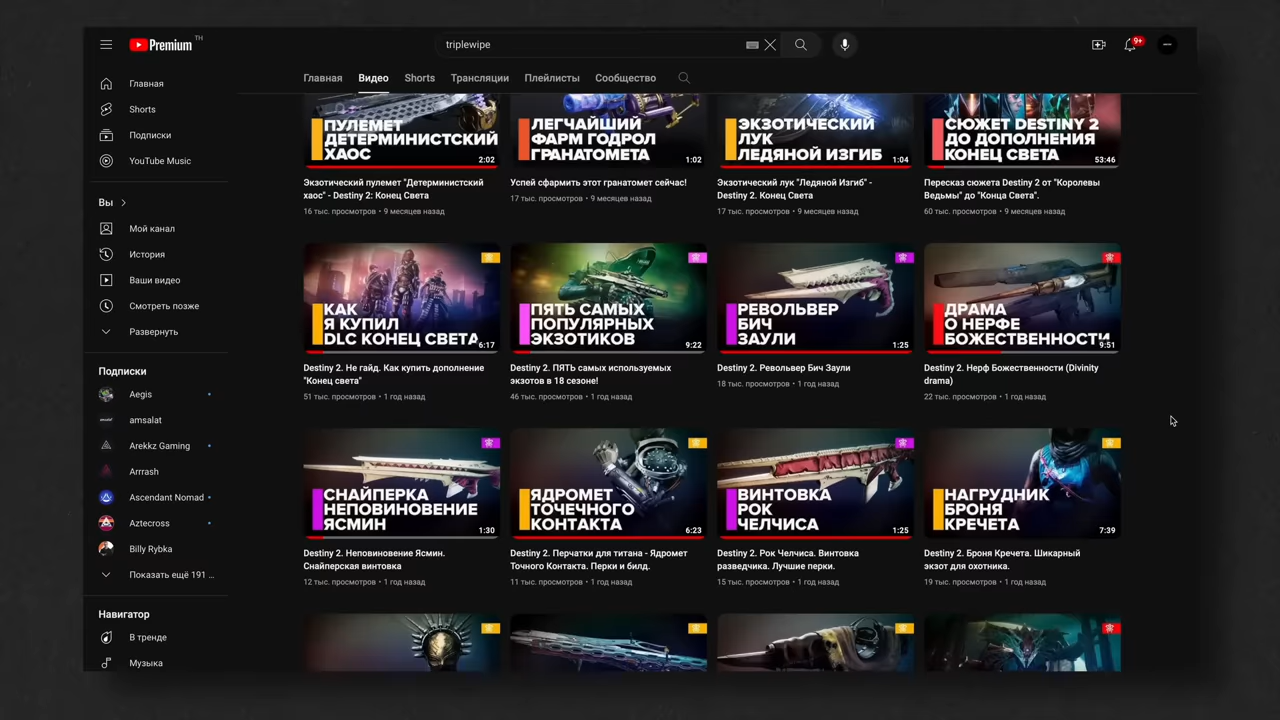 Premium TH
triplewipe
9+
Главная
Shorts
Подписки
YouTube Music
Вы
Мой канал
История
Ваши видео
Смотреть позже
Развернуть
Подписки
Aegis
amsalat
Arekkz Gaming
Arrrash
Ascendant Nomad
Aztecross
Billy Rybka
Показать ещё 191 ...
Навигатор
В тренде
Музыка
Главная Видео Shorts Трансляции Плейлисты Сообщество
ПУЛЕМЕТ
ДЕТЕРМИНИСТСКИЙ
ХАОС
2:02
Экзотический пулемет "Детерминистский
хаос" - Destiny 2: Конец Света
16 тыс. просмотров • 9 месяцев назад
ЛЕГЧАЙШИЙ
ФАРМ ГОДРОЛ
ГРАНАТОМЕТА
1:02
Успей сфармить этот гранатомет сейчас!
17 тыс. просмотров • 9 месяцев назад
ЭКЗОТИЧЕСКИЙ
ЛУК
ЛЕДЯНОЙ ИЗГИБ
1:04
Экзотический лук "Ледяной Изгиб" -
Destiny 2. Конец Света
17 тыс. просмотров • 9 месяцев назад
СЮЖЕТ DESTINY 2
ДО ДОПОЛНЕНИЯ
КОНЕЦ СВЕТА
53:46
Пересказ сюжета Destiny 2 от "Королевы
Ведьмы" до "Конца Света".
60 тыс. просмотров • 9 месяцев назад
КАК
Я КУПИЛ
DLC КОНЕЦ СВЕТА
6:17
Destiny 2. Не гайд. Как купить дополнение
"Конец света"
51 тыс. просмотров • 1 год назад
ПЯТЬ САМЫХ
ПОПУЛЯРНЫХ
ЭКЗОТИКОВ
9:22
Destiny 2. ПЯТЬ самых используемых
экзотов в 18 сезоне!
46 тыс. просмотров • 1 год назад
РЕВОЛЬВЕР
БИЧ
ЗАУЛИ
1:25
Destiny 2. Револьвер Бич Заули
18 тыс. просмотров • 1 год назад
ДРАМА
О НЕРФЕ
БОЖЕСТВЕННОСТИ
9:51
Destiny 2. Нерф Божественности (Divinity
drama)
22 тыс. просмотров • 1 год назад
СНАЙПЕРКА
НЕПОВИНОВЕНИЕ
ЯСМИН
1:30
Destiny 2. Неповиновение Ясмин.
Снайперская винтовка
12 тыс. просмотров • 1 год назад
ЯДРОМЕТ
ТОЧЕЧНОГО
КОНТАКТА
6:23
Destiny 2. Перчатки для титана - Ядромет
Точечного Контакта. Перки и билд.
11 тыс. просмотров • 1 год назад
ВИНТОВКА
РОК
ЧЕЛЧИСА
1:25
Destiny 2. Рок Челчиса. Винтовка
разведчика. Лучшие перки.
15 тыс. просмотров • 1 год назад
НАГРУДНИК
БРОНЯ
КРЕЧЕТА
7:39
Destiny 2. Броня Кречета. Шикарный
экзот для охотника.
19 тыс. просмотров • 1 год назад